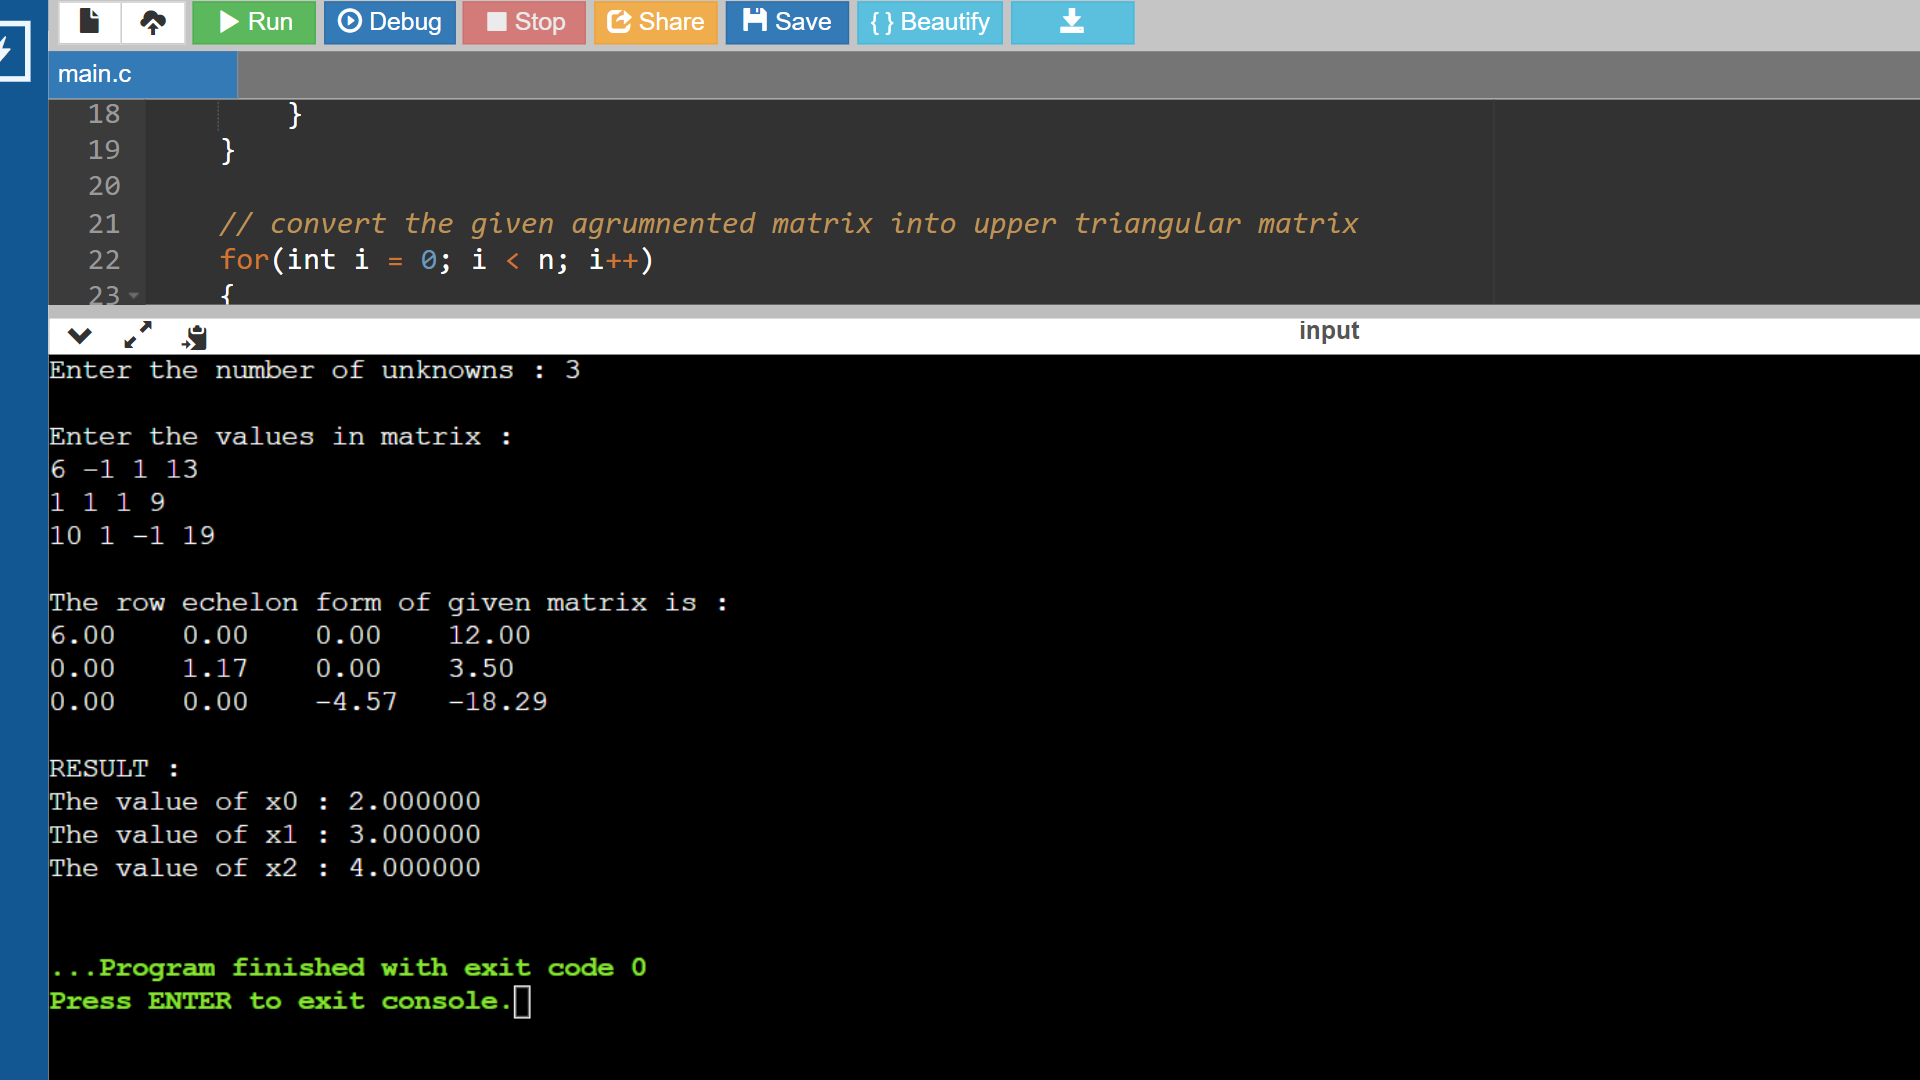 Run Debug Stop Share Save { } Beautify
main.c
18 }
19 }
20
21 // convert the given agrumnented matrix into upper triangular matrix
22 for(int i = 0; i < n; i++)
23 {
input
Enter the number of unknowns : 3
Enter the values in matrix :
6 -1 1 13
1 1 1 9
10 1 -1 19
The row echelon form of given matrix is :
6.00 0.00 0.00 12.00
0.00 1.17 0.00 3.50
0.00 0.00 -4.57 -18.29
RESULT :
The value of x0 : 2.000000
The value of x1 : 3.000000
The value of x2 : 4.000000
...Program finished with exit code 0
Press ENTER to exit console.